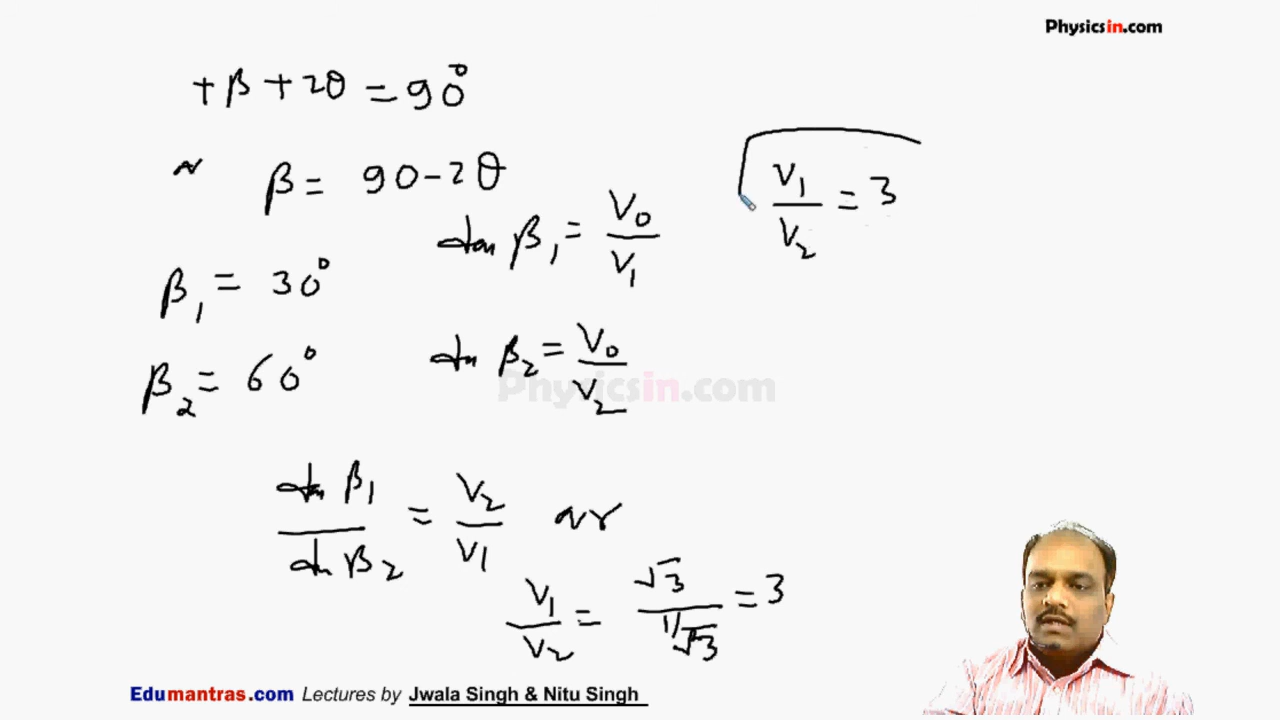 Physicsin.com
+ β + 2θ = 90°
β = 90 - 2θ
tan β₁ = V₀/V₁
V₁/V₂ = 3
β₁ = 30°
tan β₂ = V₀/V₂
β₂ = 60°
Physicsin.com
tan β₁/tan β₂ = V₂/V₁ or
V₁/V₂ = √3/(1/√3) = 3
Edumantras.com Lectures by Jwala Singh & Nitu Singh